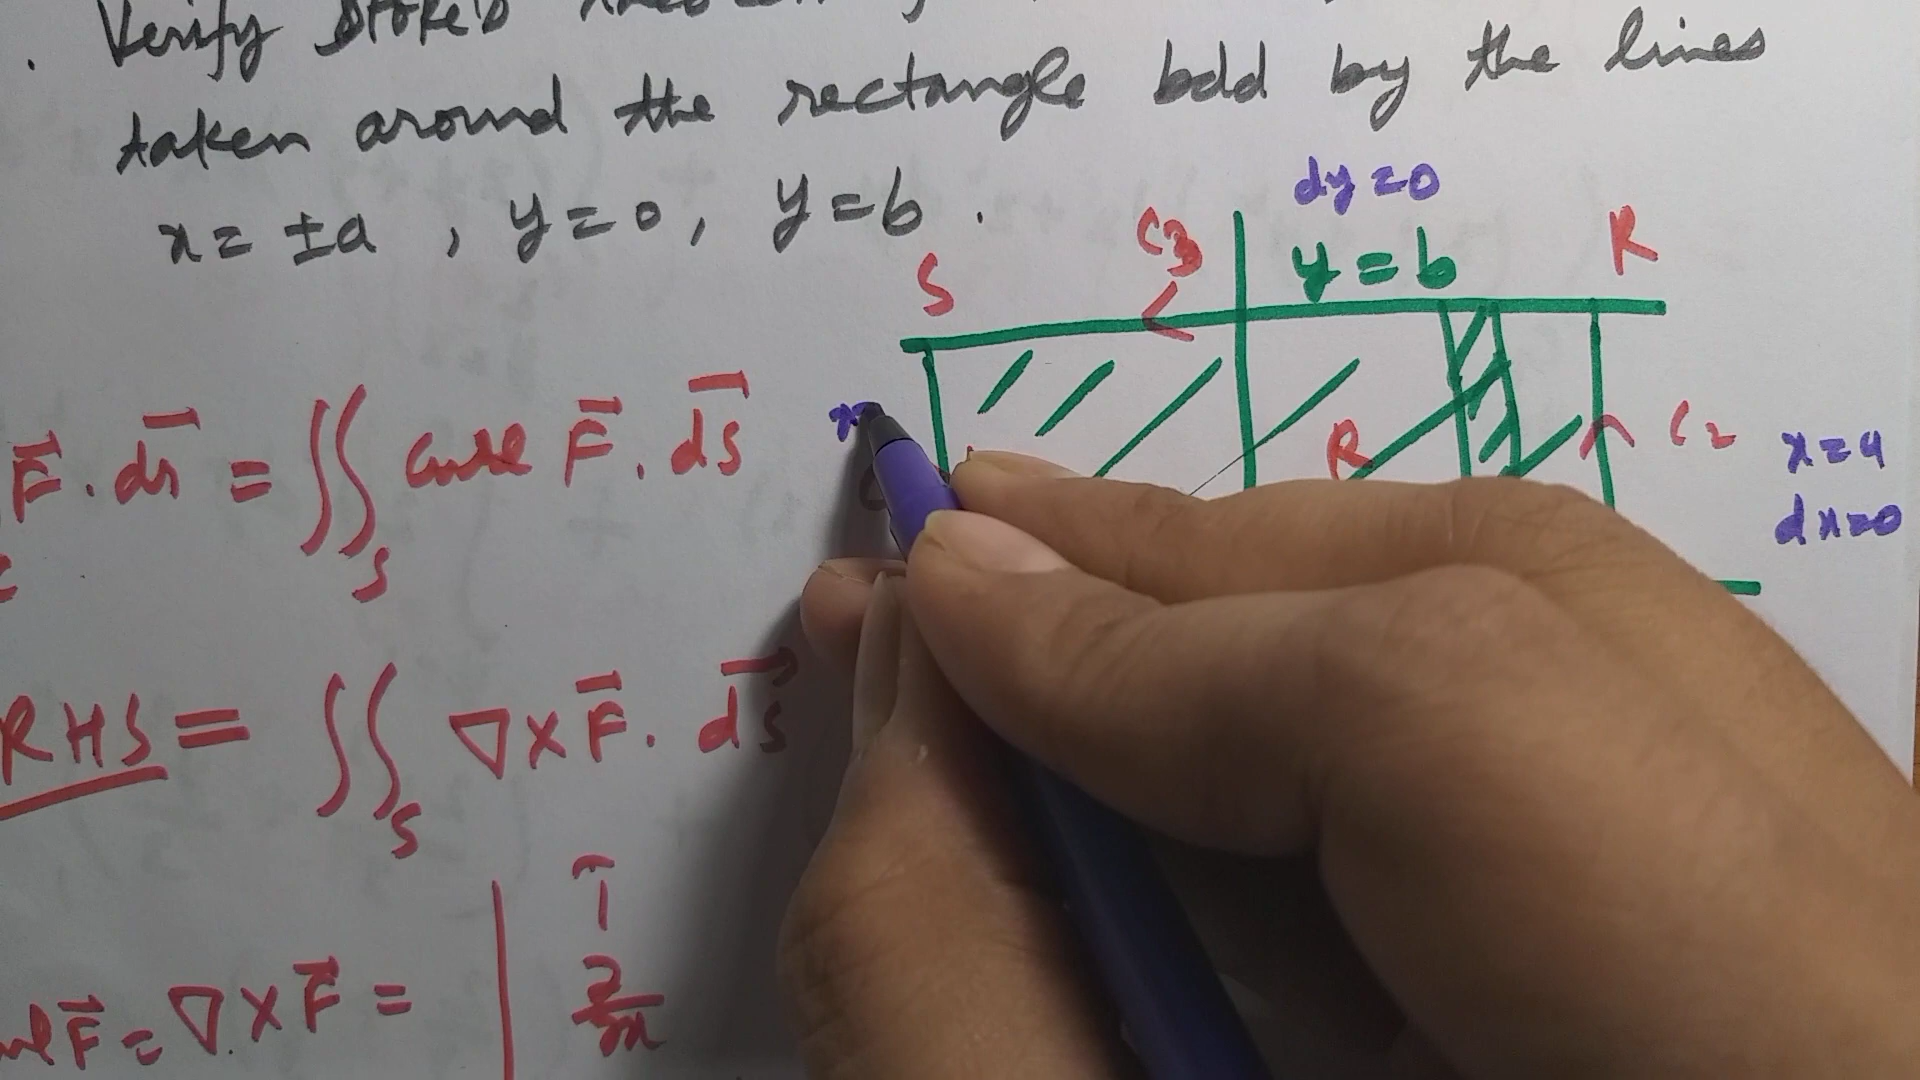 . Verify Stoke's
taken around the rectangle bdd by the lines
x = ±a , y = 0, y = b .
dy = 0
S C3 y = b R
x
R C2 x = a
dx = 0
F̅ . dr̅ = ∬S curl F̅ . ds̅
RHS = ∬S ∇ × F̅ . ds⃗
F̅ = ∇ × F̅ = | i
∂/∂x